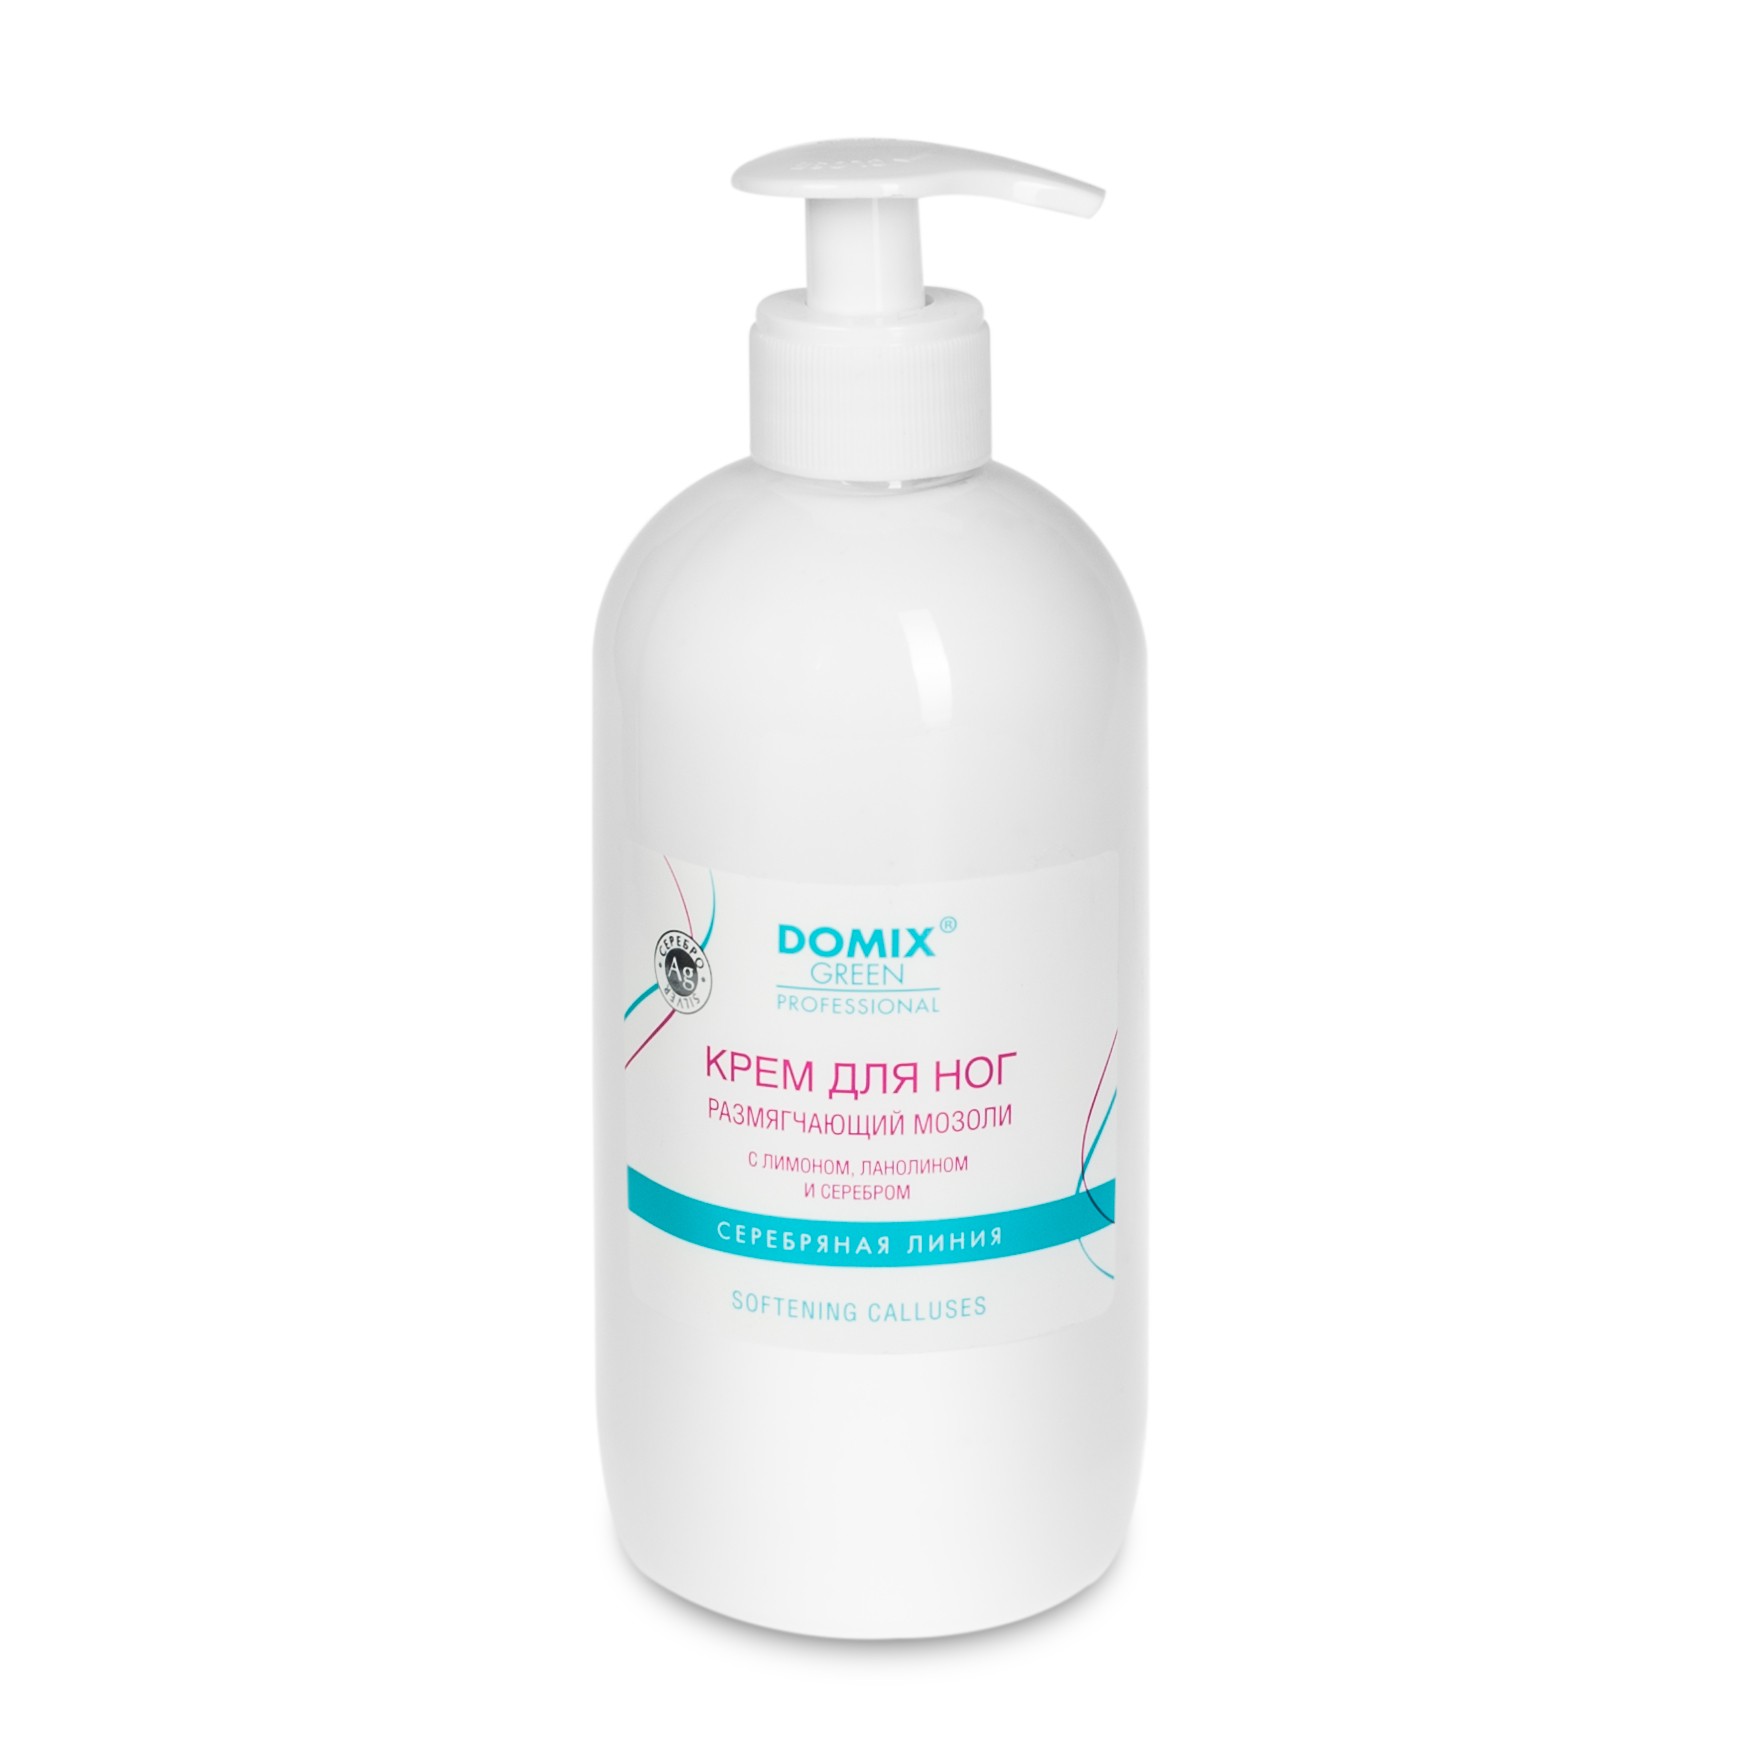 DOMIX®
GREEN
PROFESSIONAL
СЕРЕБРО
Ag
SILVER
КРЕМ ДЛЯ НОГ
РАЗМЯГЧАЮЩИЙ МОЗОЛИ
С ЛИМОНОМ, ЛАНОЛИНОМ
И СЕРЕБРОМ
СЕРЕБРЯНАЯ ЛИНИЯ
SOFTENING CALLUSES